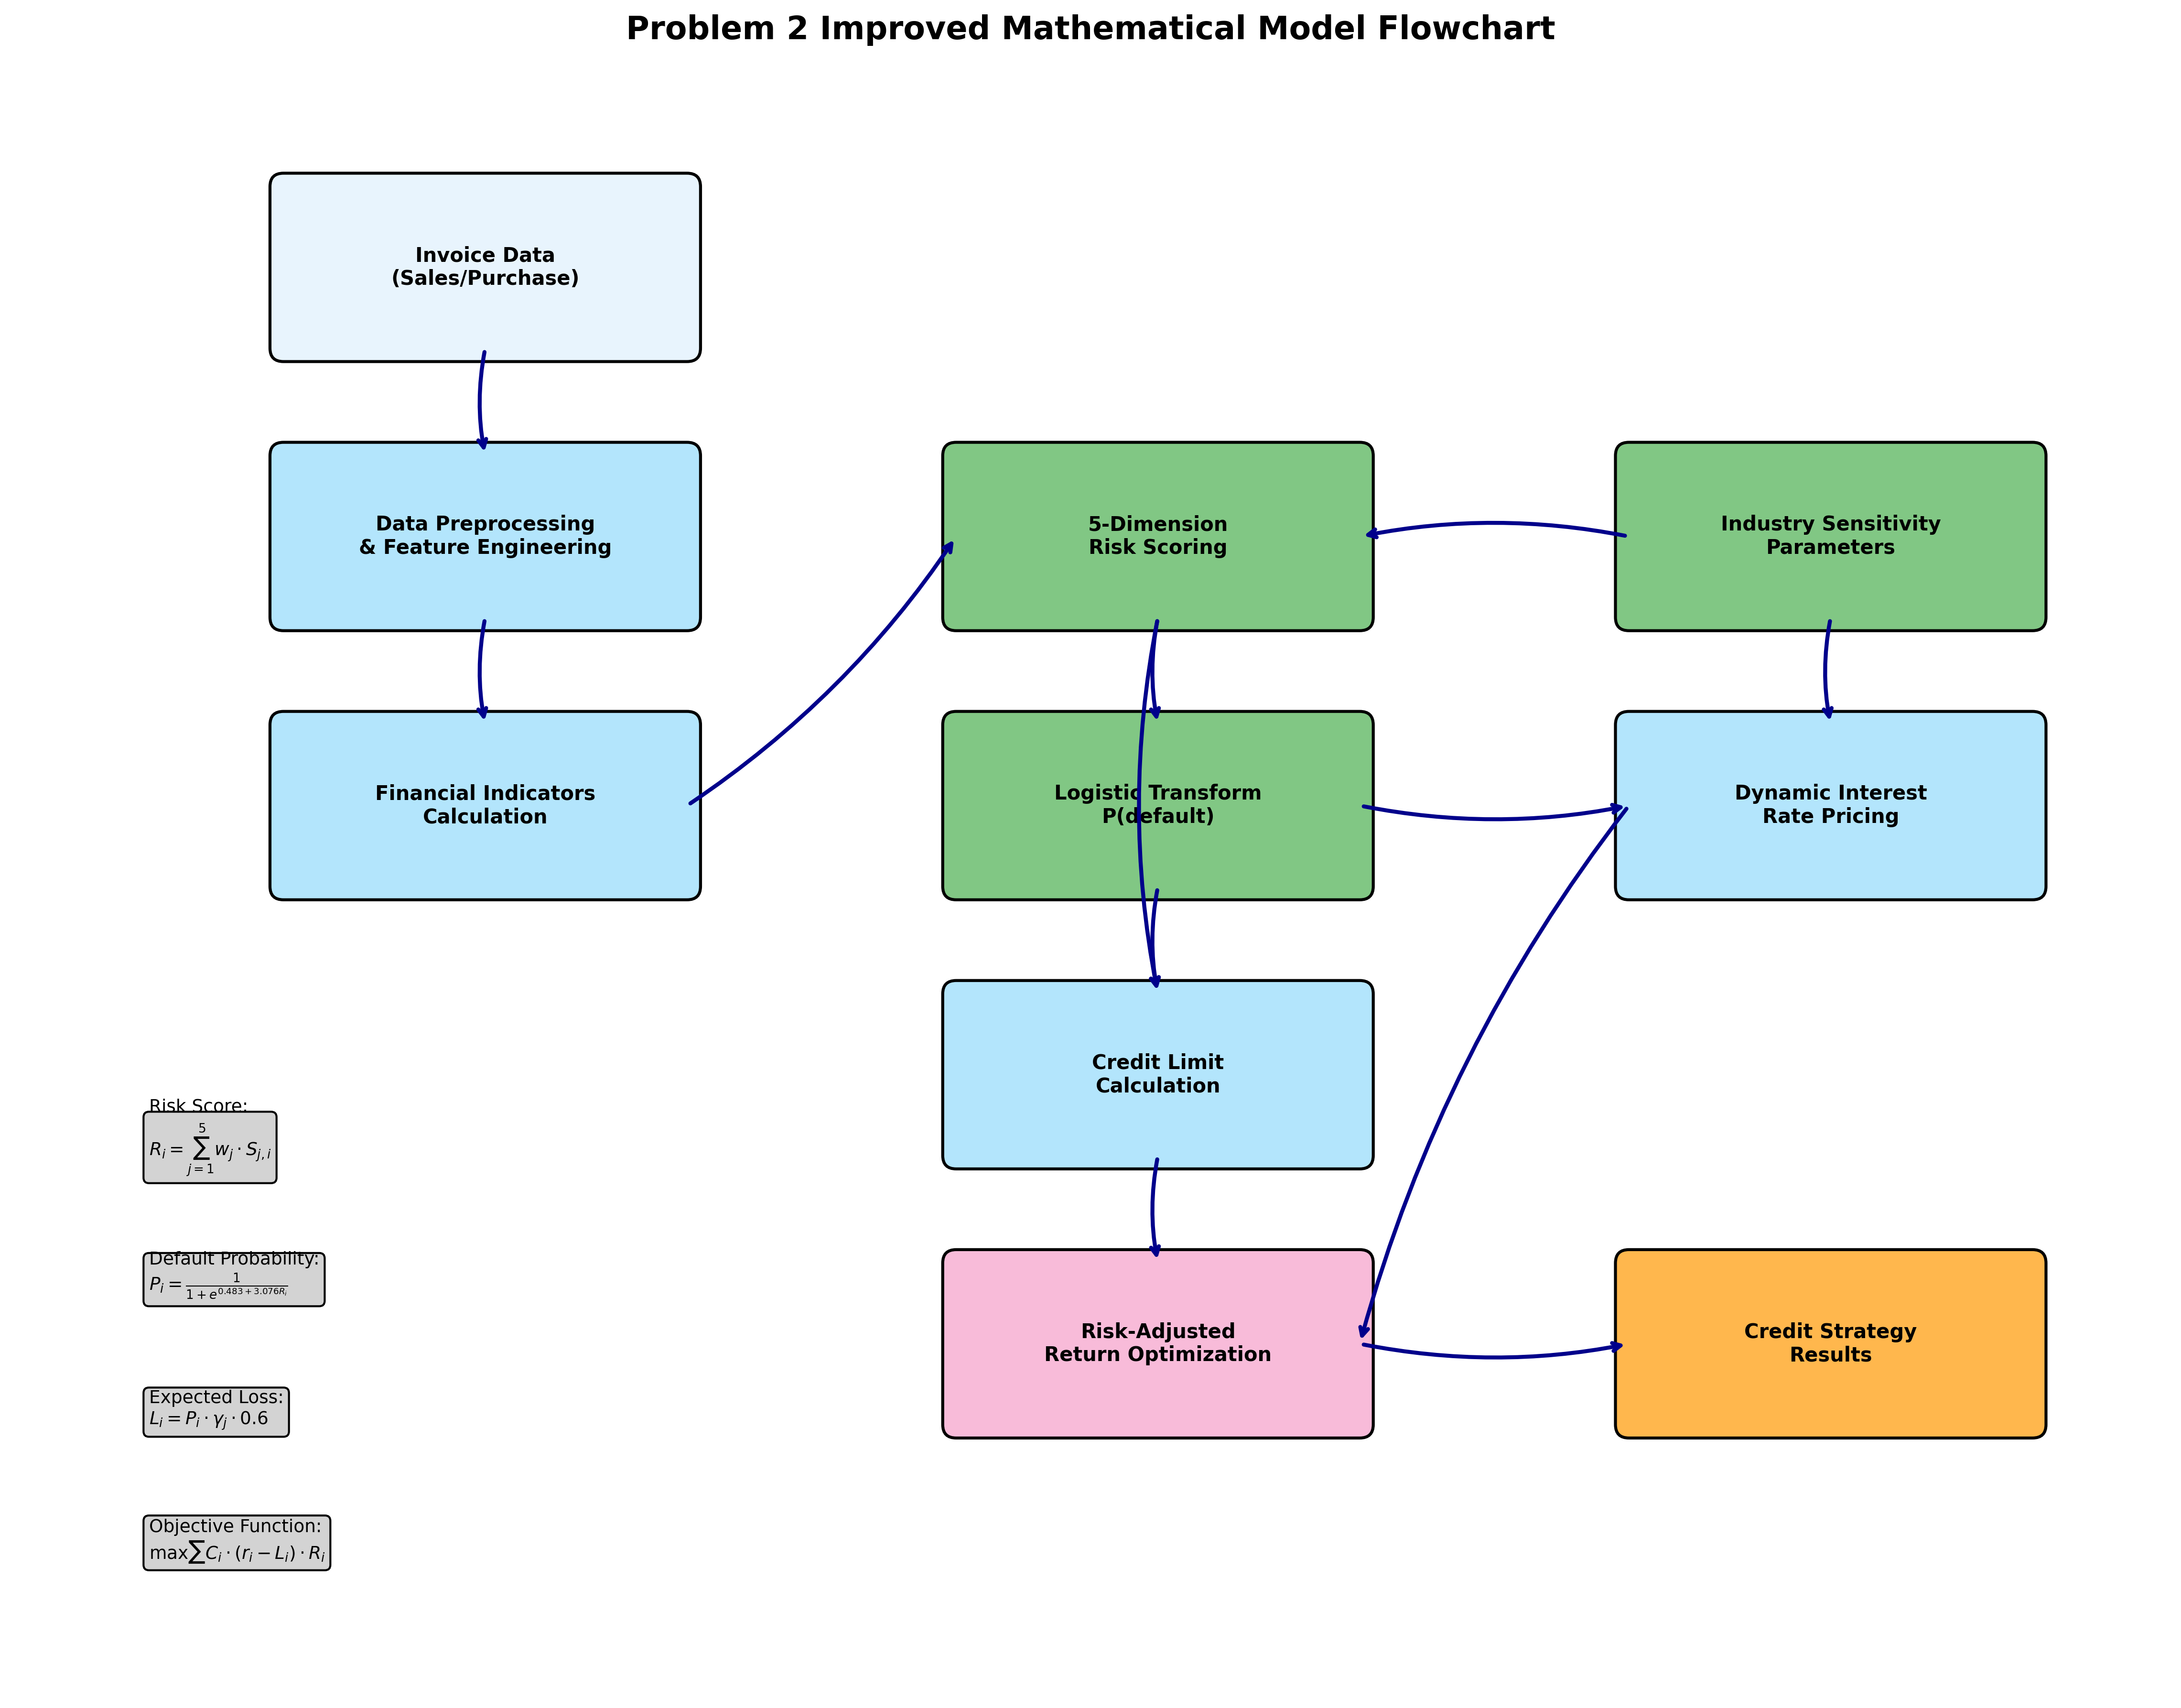 Problem 2 Improved Mathematical Model Flowchart
Invoice Data
(Sales/Purchase)
Data Preprocessing
& Feature Engineering
5-Dimension
Risk Scoring
Industry Sensitivity
Parameters
Financial Indicators
Calculation
Logistic Transform
P(default)
Dynamic Interest
Rate Pricing
Credit Limit
Calculation
Risk-Adjusted
Return Optimization
Credit Strategy
Results
Risk Score:
$R_i = \sum_{j=1}^{5} w_j \cdot S_{j,i}$
Default Probability:
$P_i = \frac{1}{1+e^{0.483+3.076R_i}}$
Expected Loss:
$L_i = P_i \cdot \gamma_j \cdot 0.6$
Objective Function:
$\max \sum C_i \cdot (r_i - L_i) \cdot R_i$